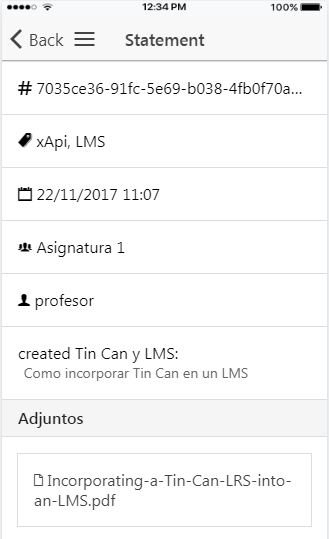 12:34 PM 100%
Back Statement
# 7035ce36-91fc-5e69-b038-4fb0f70a...
xApi, LMS
22/11/2017 11:07
Asignatura 1
profesor
created Tin Can y LMS:
Como incorporar Tin Can en un LMS
Adjuntos
Incorporating-a-Tin-Can-LRS-into-
an-LMS.pdf